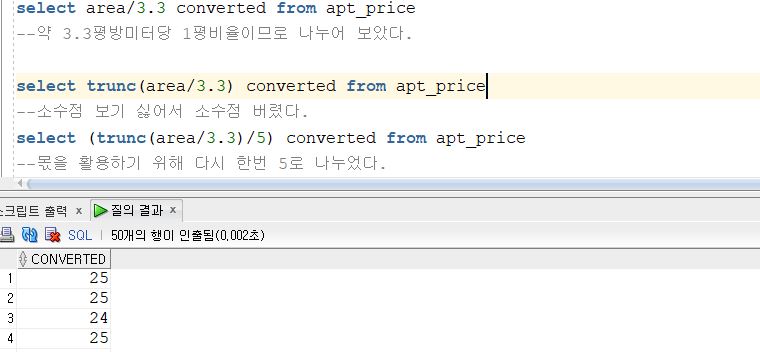 select area/3.3 converted from apt_price
--약 3.3평방미터당 1평비율이므로 나누어 보았다.
select trunc(area/3.3) converted from apt_price
--소수점 보기 싫어서 소수점 버렸다.
select (trunc(area/3.3)/5) converted from apt_price
--몫을 활용하기 위해 다시 한번 5로 나누었다.
스크립트 출력 x 질의 결과 x
SQL | 50개의 행이 인출됨(0,002초)
CONVERTED
1 25
2 25
3 24
4 25